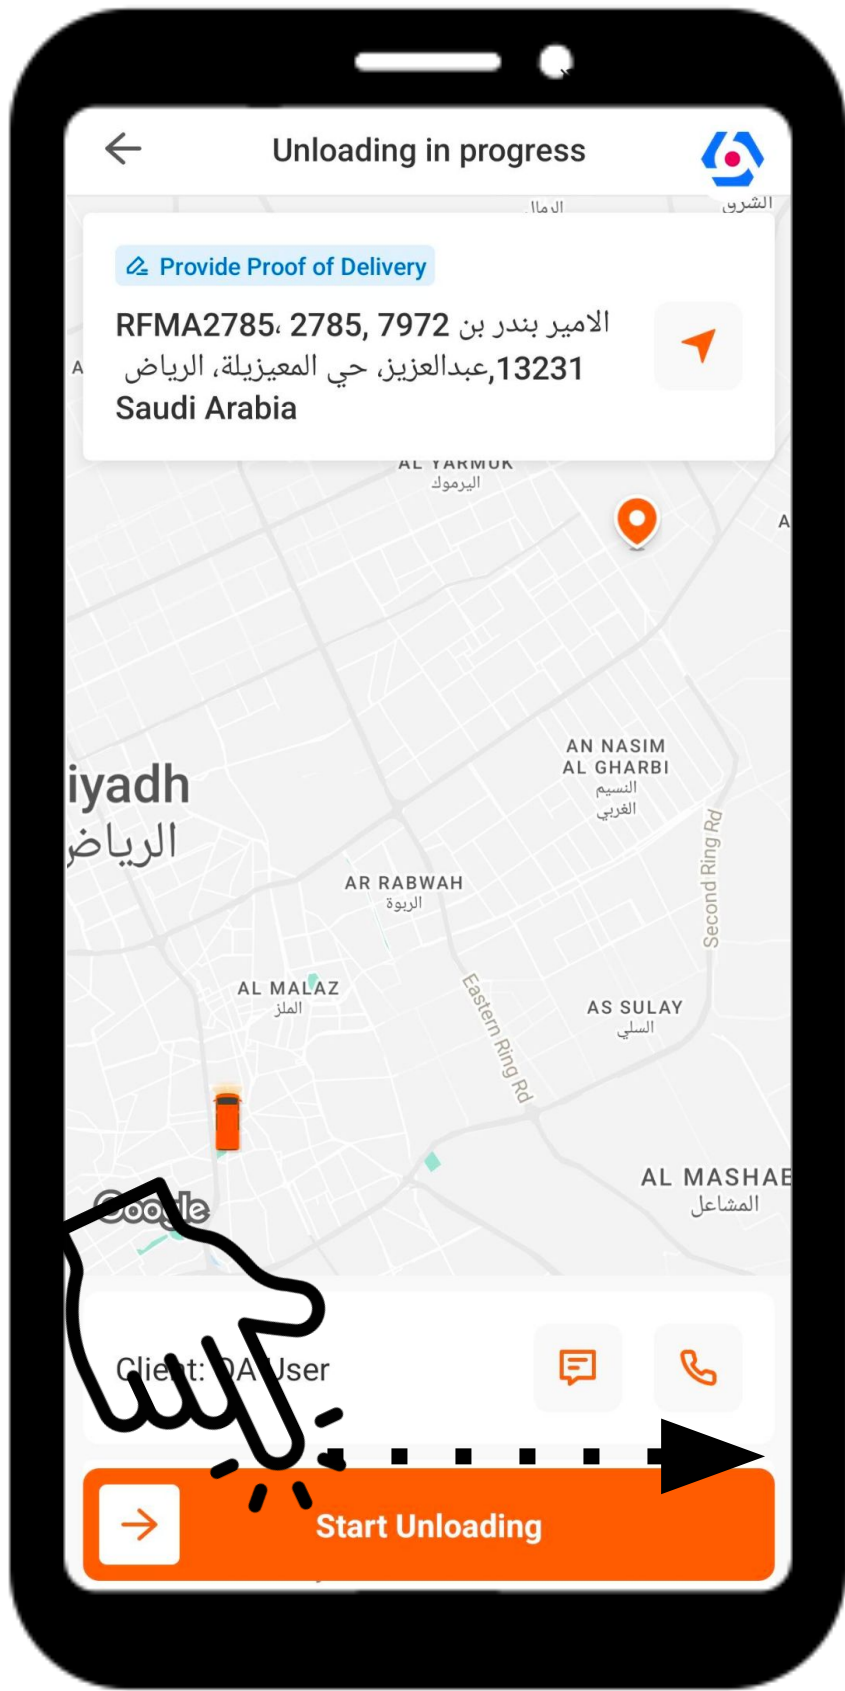 Unloading in progress
الرمال
الشرق
Provide Proof of Delivery
RFMA2785، 2785, 7972 الامير بندر بن
عبدالعزيز، حي المعيزيلة، الرياض,13231
Saudi Arabia
A
AL YARMUK
اليرموك
A
AN NASIM
AL GHARBI
النسيم
الغربي
iyadh
الرياض
Second Ring Rd
AR RABWAH
الربوة
AL MALAZ
الملز
Eastern Ring Rd
AS SULAY
السلي
AL MASHAE
المشاعل
Google
Client: QA User
Start Unloading